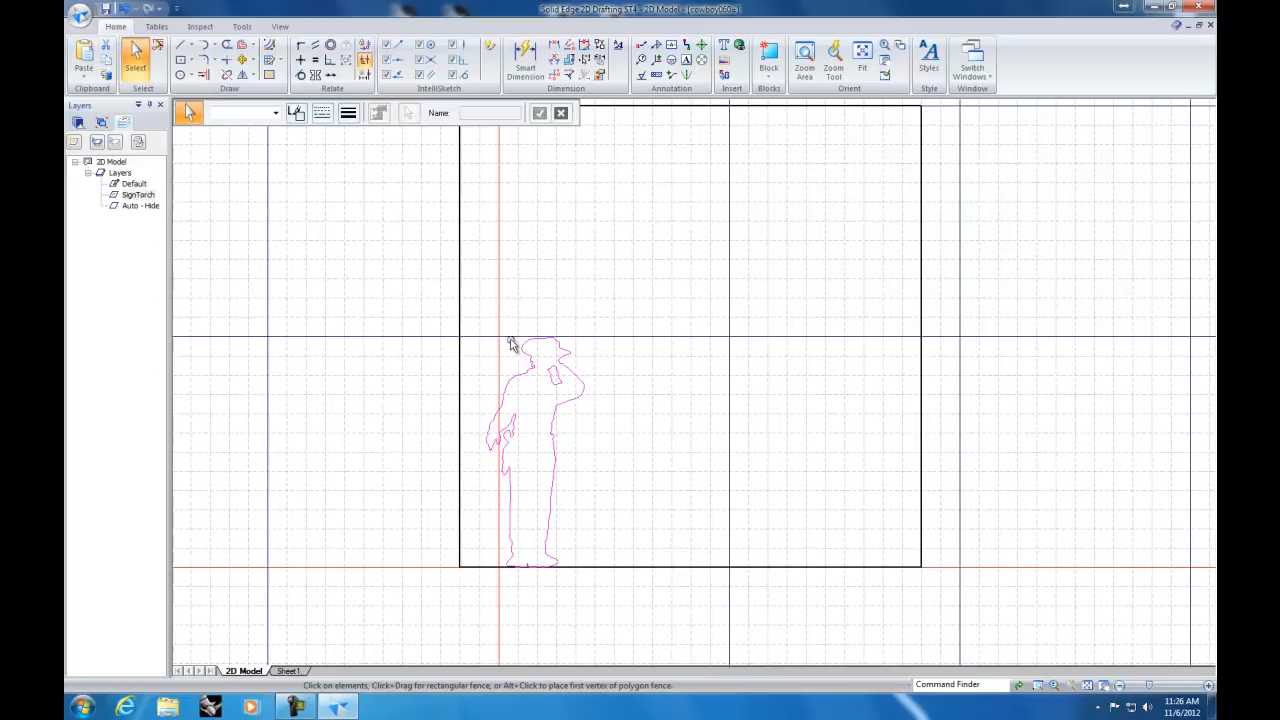 Solid Edge 2D Drafting ST4 - 2D Model - [cowboy060e]
Home
Tables
Inspect
Tools
View
Paste
Select
Smart
Dimension
Block
Zoom
Area
Zoom
Tool
Fit
Styles
Switch
Windows
Clipboard
Select
Draw
Relate
IntelliSketch
Dimension
Annotation
Insert
Blocks
Orient
Style
Window
Layers
Name:
2D Model
Layers
Default
SignTorch
Auto - Hide
2D Model
Sheet1
Click on elements, Click+Drag for rectangular fence, or Alt+Click to place first vertex of polygon fence.
Command Finder
11:26 AM
11/6/2012